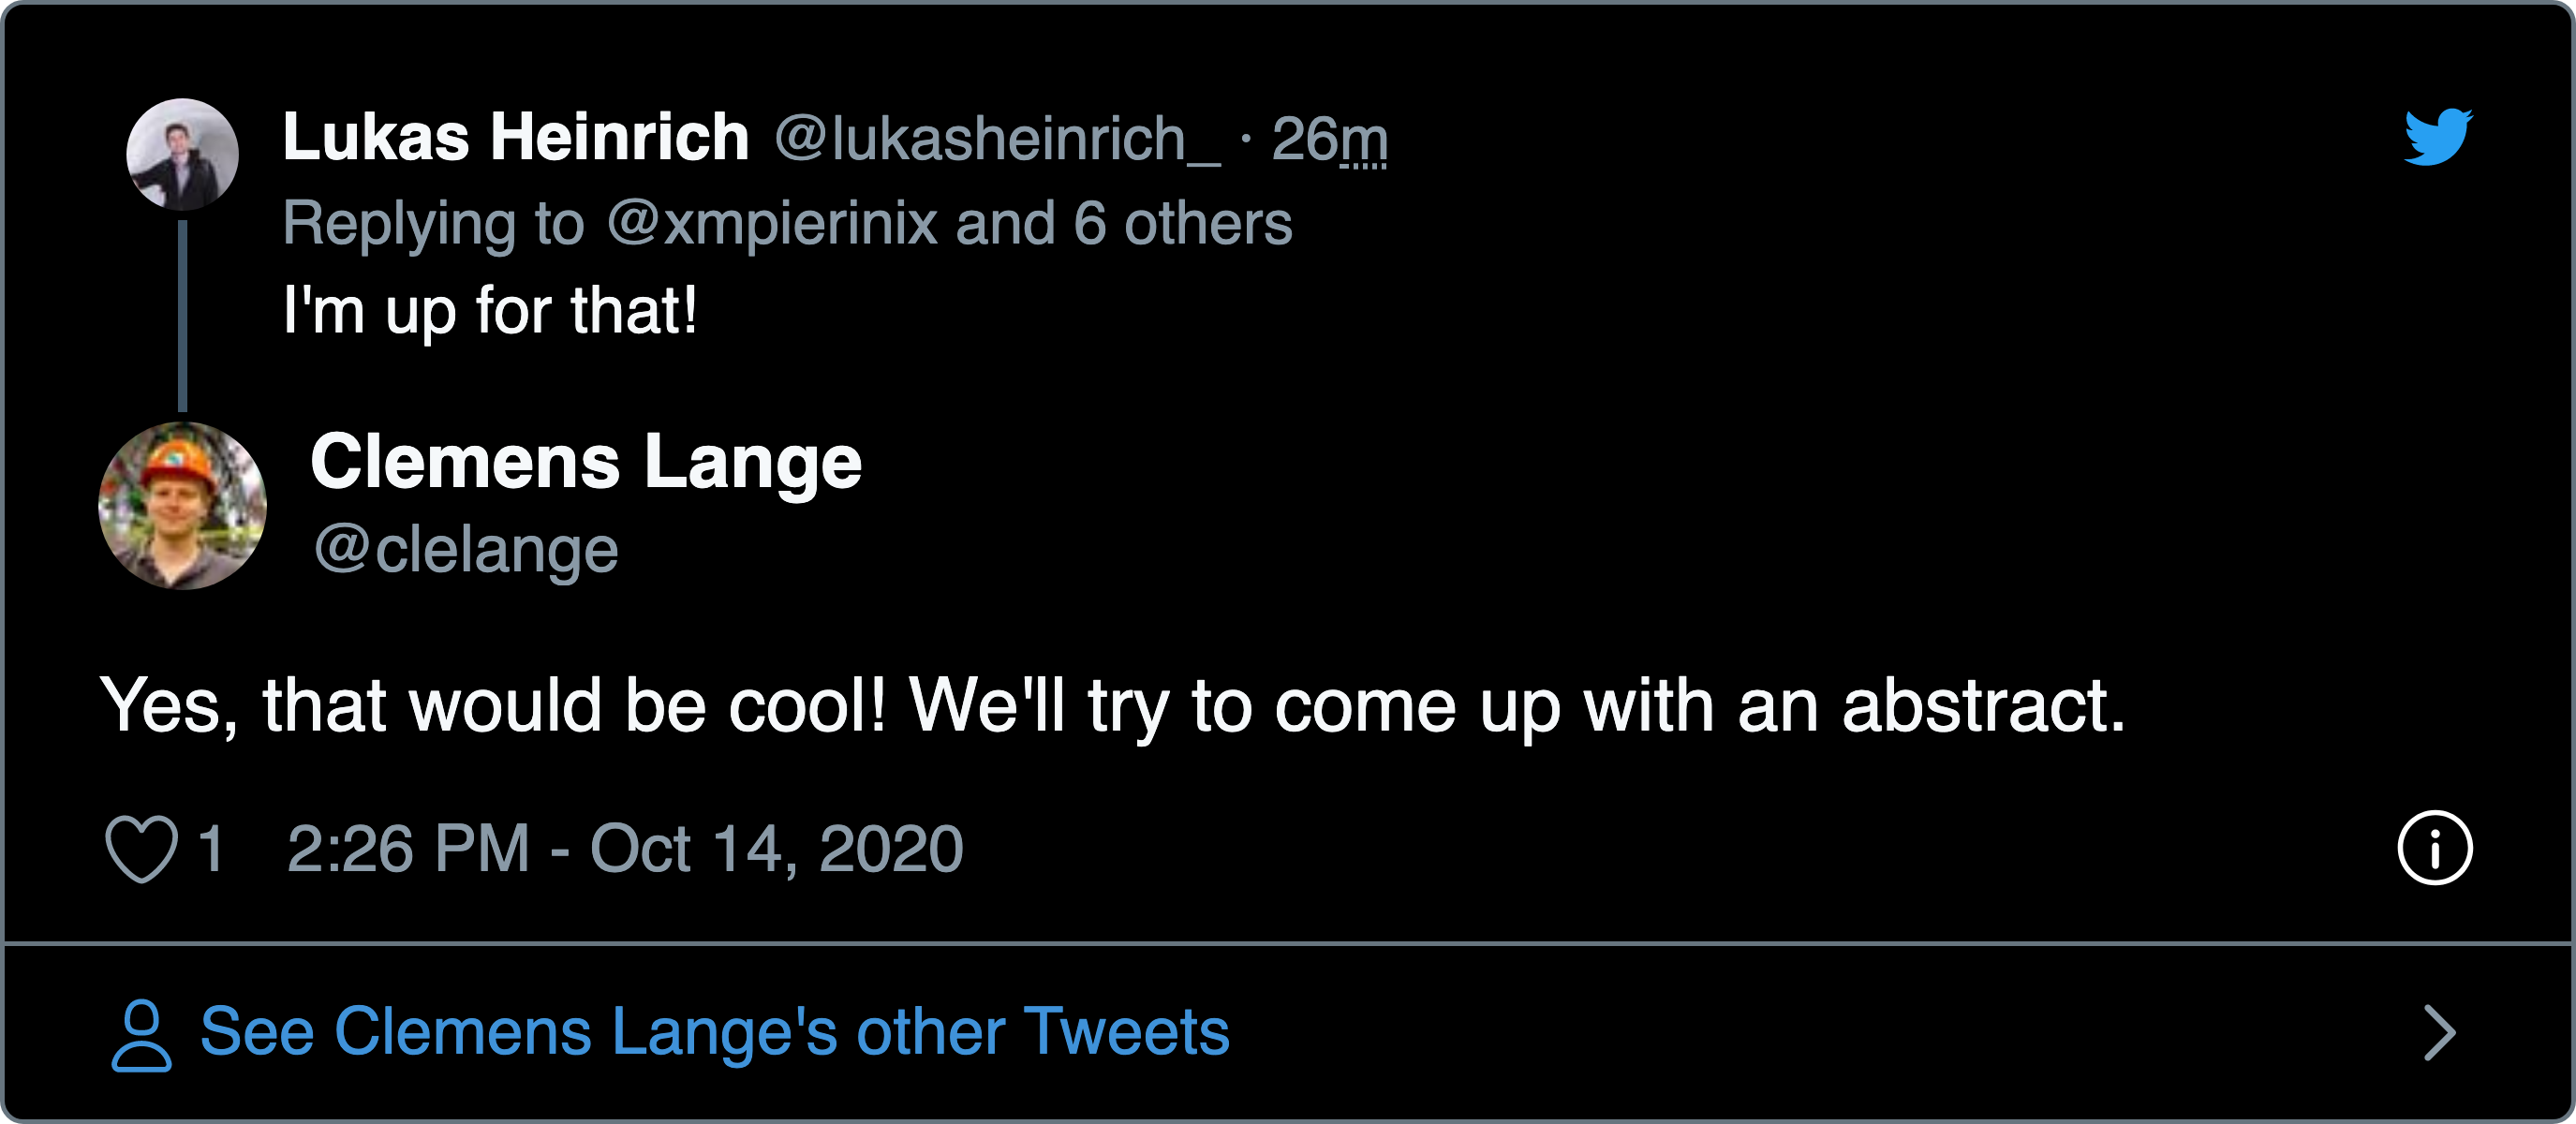 Lukas Heinrich @lukasheinrich_ · 26m
Replying to @xmpierinix and 6 others
I'm up for that!
Clemens Lange
@clelange
Yes, that would be cool! We'll try to come up with an abstract.
1 2:26 PM - Oct 14, 2020
See Clemens Lange's other Tweets